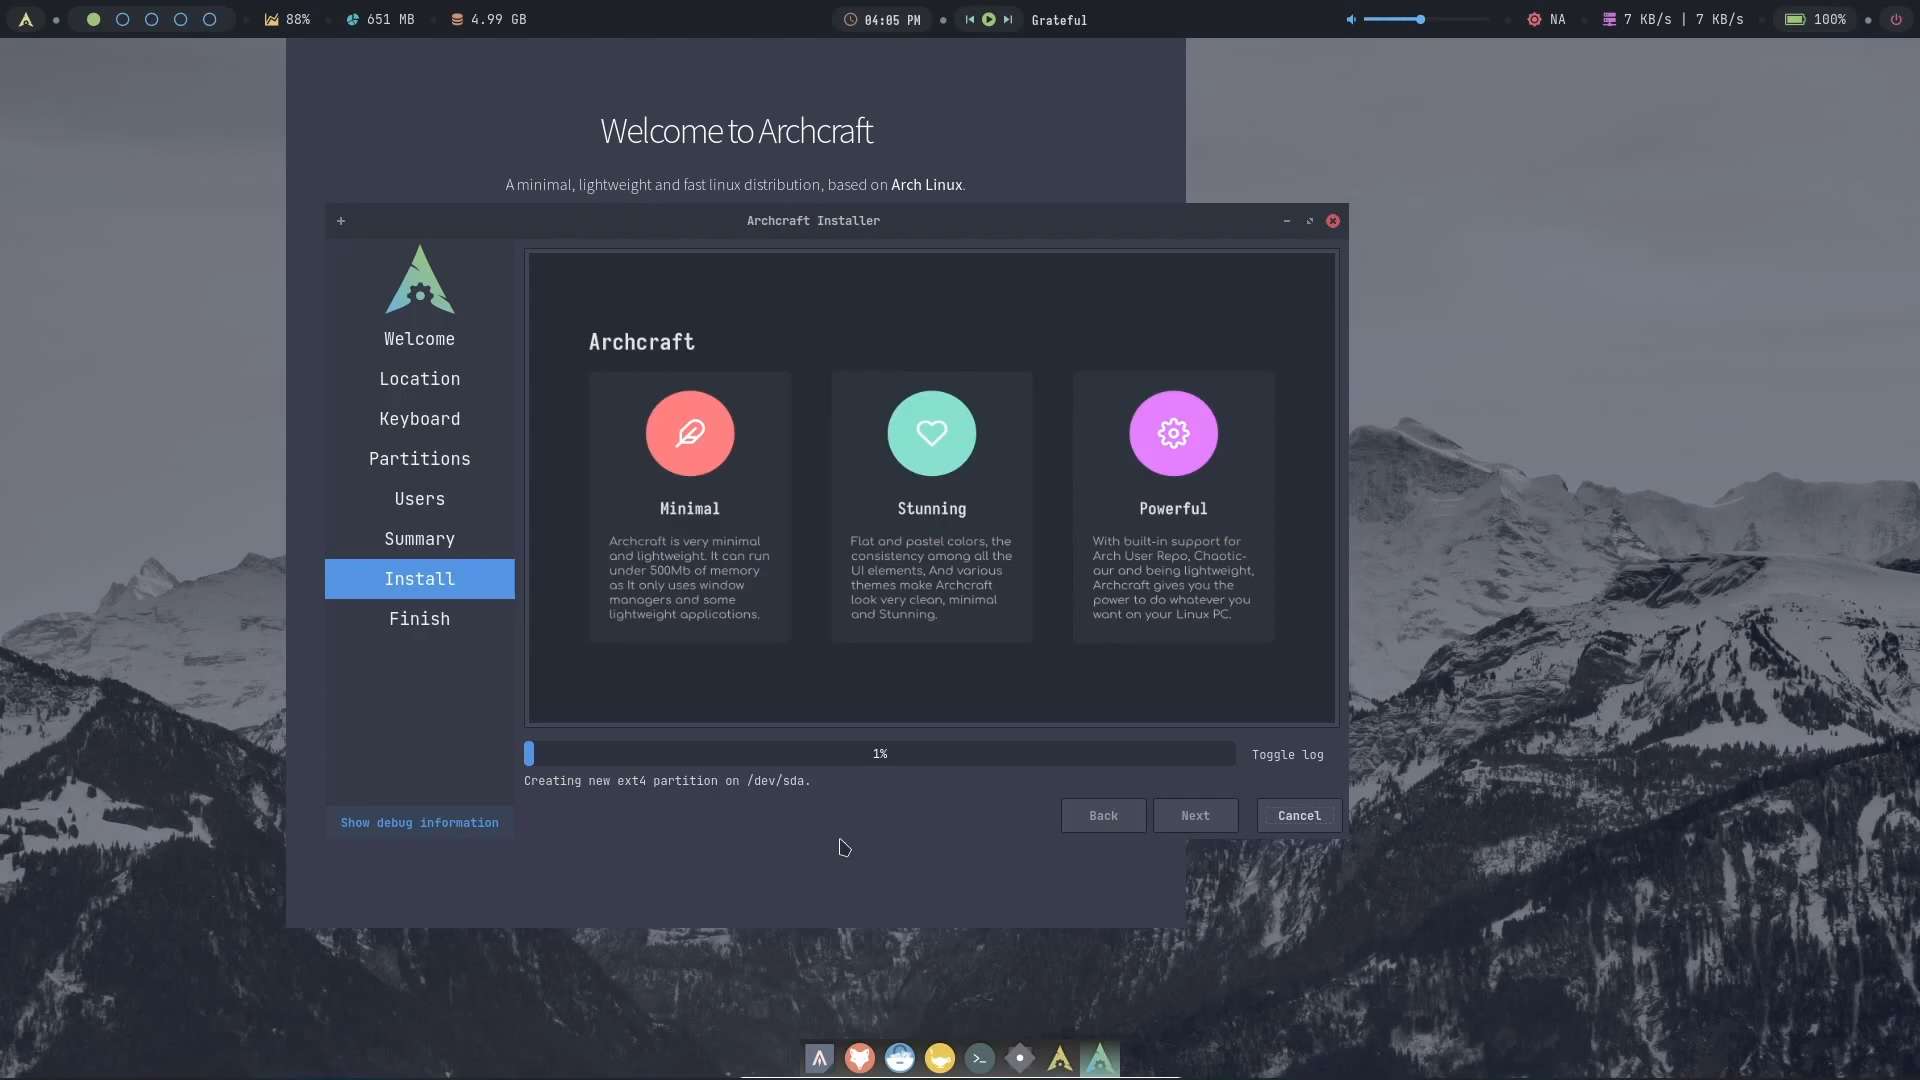 88%
651 MB
4.99 GB
04:05 PM
Grateful
NA
7 KB/s | 7 KB/s
100%
Welcome to Archcraft
A minimal, lightweight and fast linux distribution, based on Arch Linux.
Archcraft Installer
Welcome
Location
Keyboard
Partitions
Users
Summary
Install
Finish
Show debug information
Archcraft
Minimal
Archcraft is very minimal
and lightweight. It can run
under 500Mb of memory
as It only uses window
managers and some
lightweight applications.
Stunning
Flat and pastel colors, the
consistency among all the
UI elements, And various
themes make Archcraft
look very clean, minimal
and Stunning.
Powerful
With built-in support for
Arch User Repo, Chaotic-
aur and being lightweight,
Archcraft gives you the
power to do whatever you
want on your Linux PC.
1%
Toggle log
Creating new ext4 partition on /dev/sda.
Back
Next
Cancel